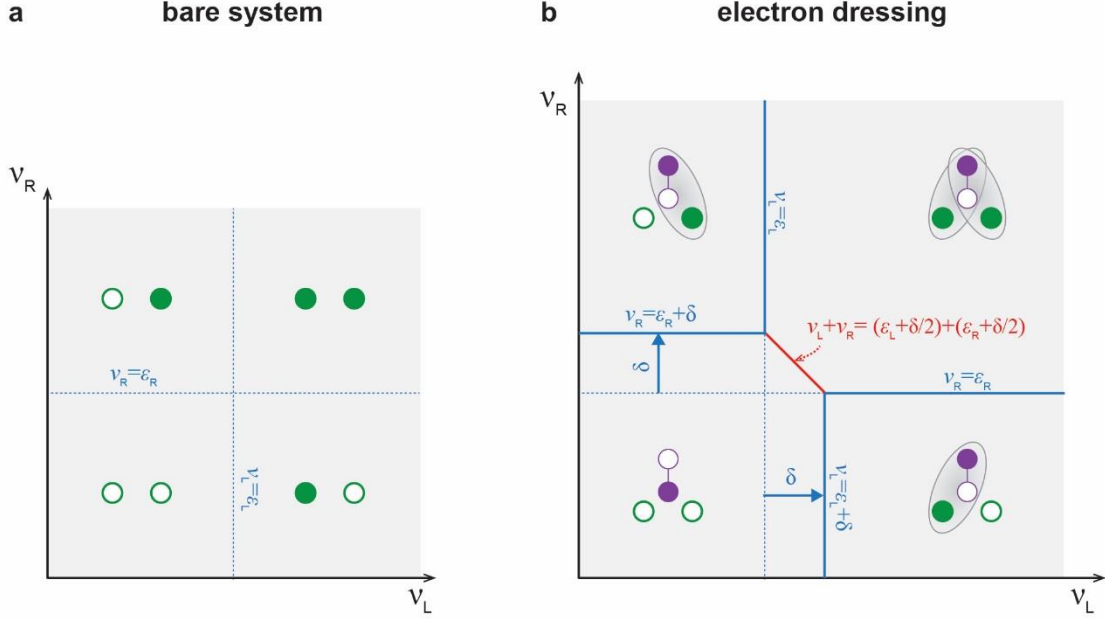 a bare system
b electron dressing
ν_R
ν_R=ε_R
ν_L=ε_L
ν_L
ν_R
ν_L=ε_L
ν_R=ε_R+δ
ν_L+ν_R= (ε_L+δ/2)+(ε_R+δ/2)
δ
ν_R=ε_R
δ
ν_L=ε_L+δ
ν_L